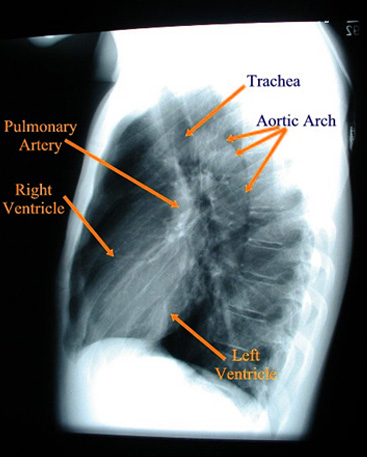 Trachea
Aortic Arch
Pulmonary
Artery
Right
Ventricle
Left
Ventricle